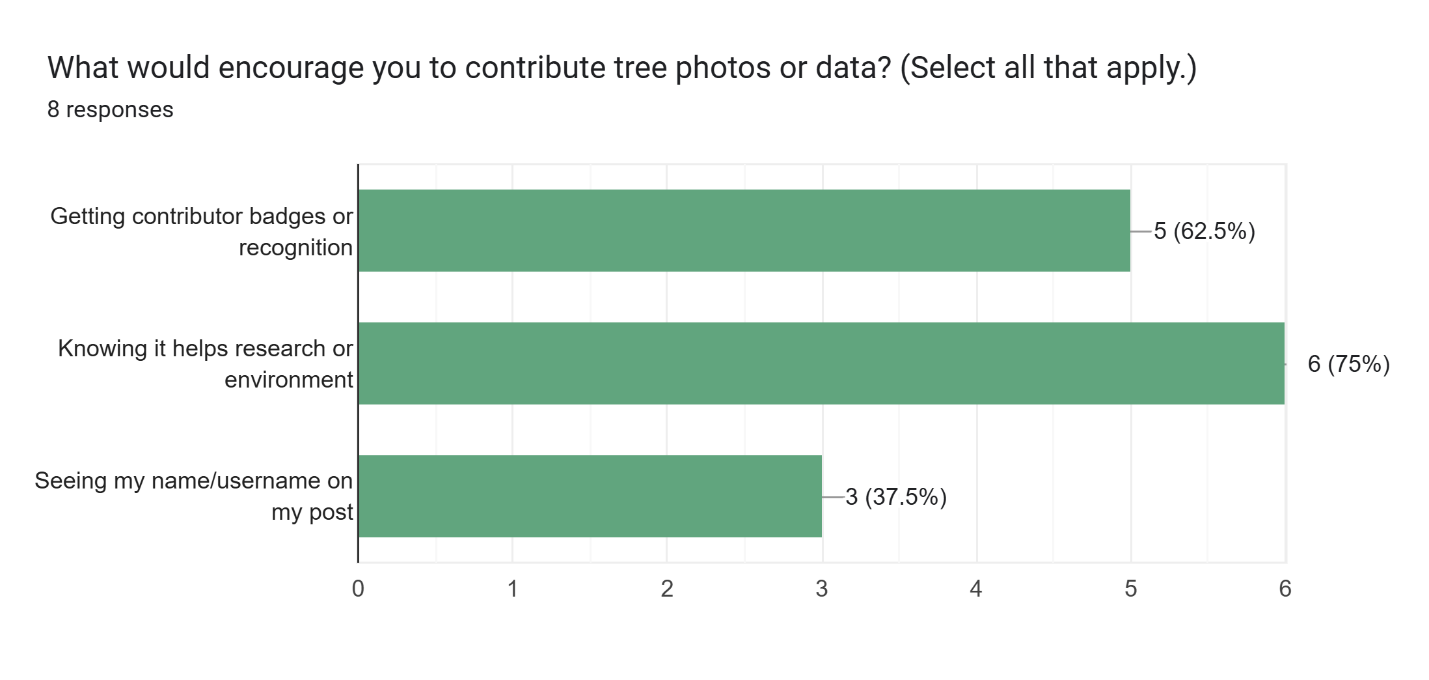 What would encourage you to contribute tree photos or data? (Select all that apply.)
8 responses
Getting contributor badges or
recognition
5 (62.5%)
Knowing it helps research or
environment
6 (75%)
Seeing my name/username on
my post
3 (37.5%)
0 1 2 3 4 5 6